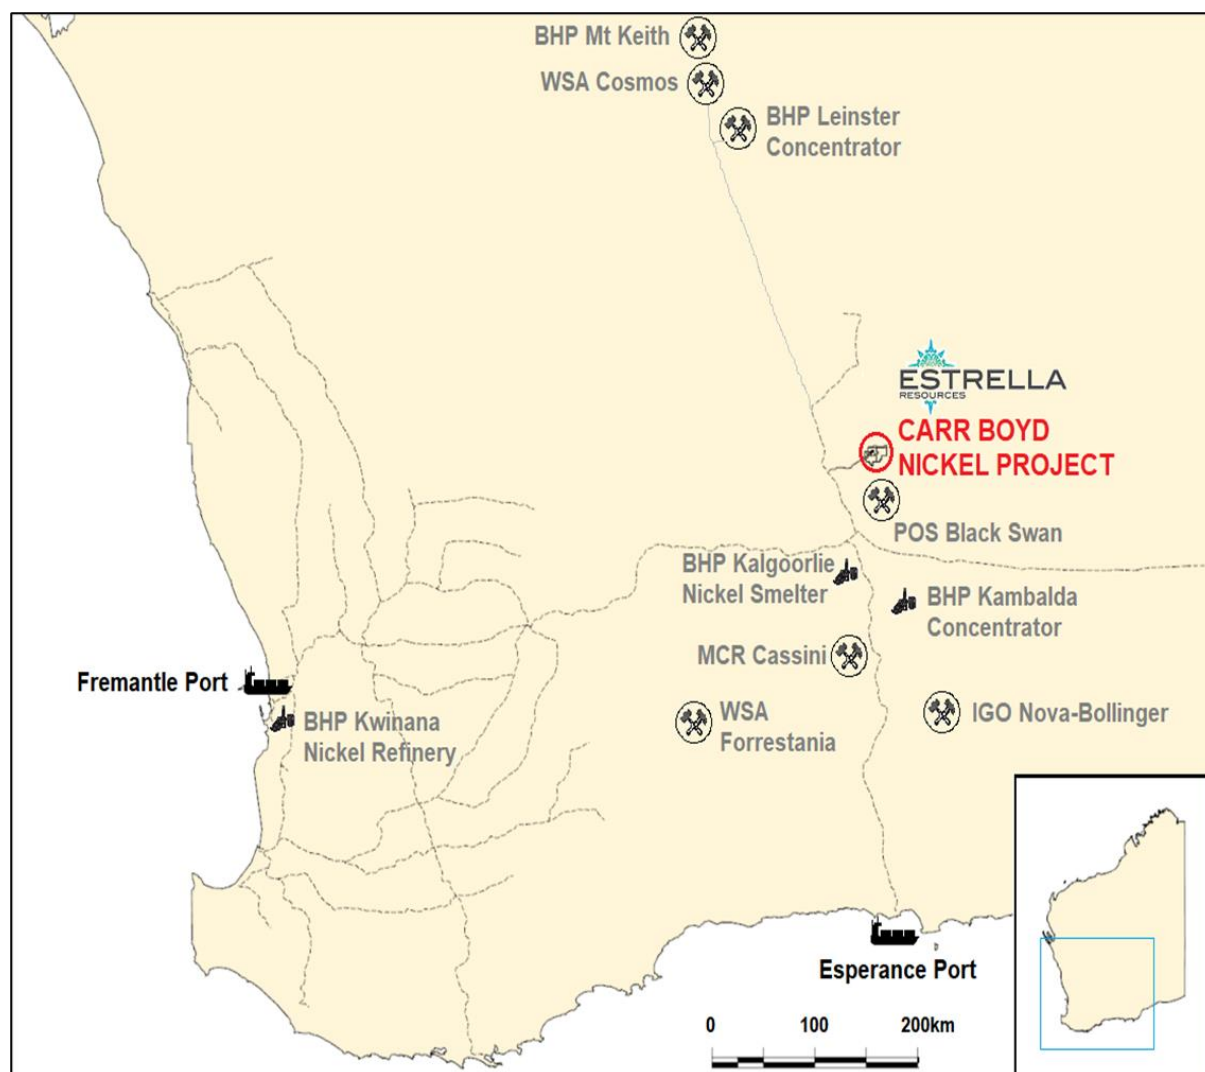 BHP Mt Keith
WSA Cosmos
BHP Leinster
Concentrator
ESTRELLA
RESOURCES
CARR BOYD
NICKEL PROJECT
POS Black Swan
BHP Kalgoorlie
Nickel Smelter
BHP Kambalda
Concentrator
MCR Cassini
Fremantle Port
BHP Kwinana
Nickel Refinery
WSA
Forrestania
IGO Nova-Bollinger
Esperance Port
0 100 200km